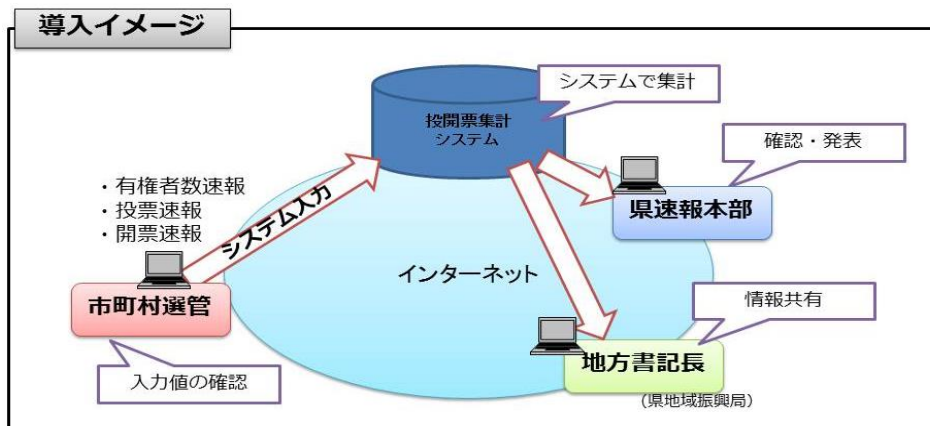 導入イメージ
システムで集計
投開票集計
システム
確認・発表
・有権者数速報
・投票速報
・開票速報
システム入力
県速報本部
インターネット
市町村選管
情報共有
入力値の確認
地方書記長
(県地域振興局)